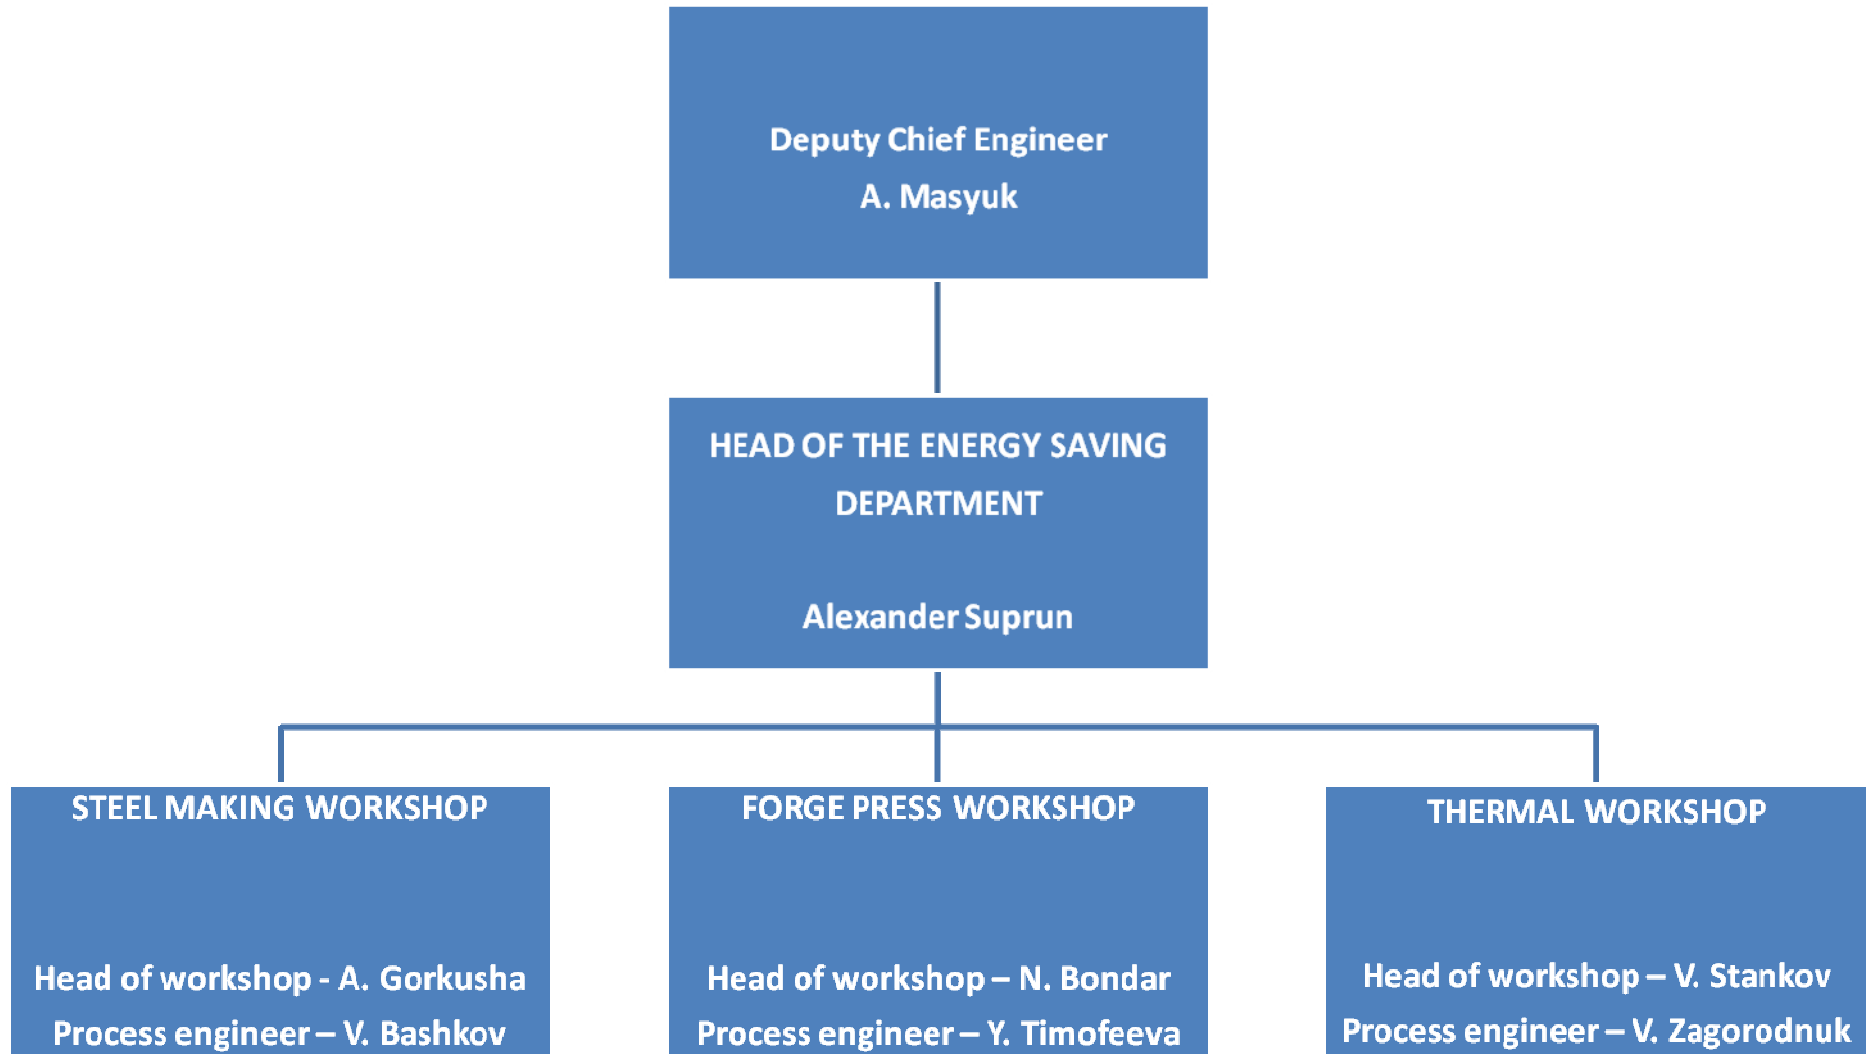 Deputy Chief Engineer
A. Masyuk
HEAD OF THE ENERGY SAVING
DEPARTMENT
Alexander Suprun
STEEL MAKING WORKSHOP
Head of workshop - A. Gorkusha
Process engineer – V. Bashkov
FORGE PRESS WORKSHOP
Head of workshop – N. Bondar
Process engineer – Y. Timofeeva
THERMAL WORKSHOP
Head of workshop – V. Stankov
Process engineer – V. Zagorodnuk